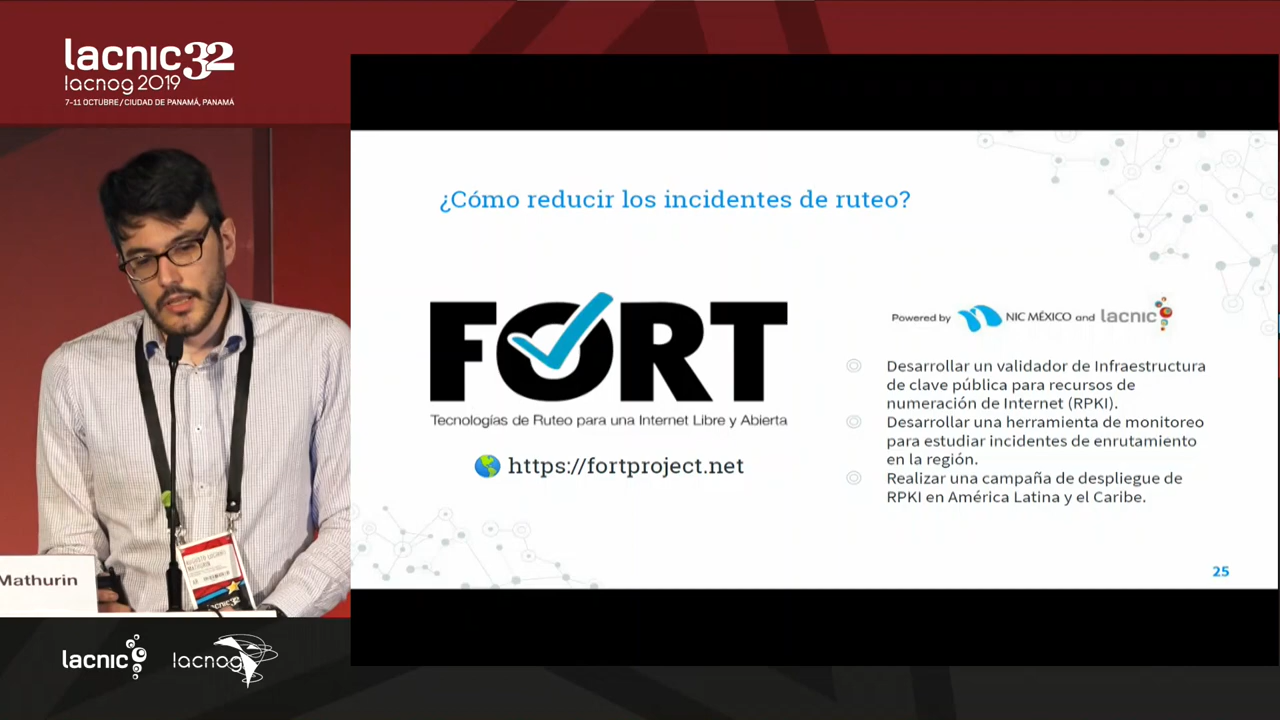 lacnic32
lacnog 2019
7-11 OCTUBRE / CIUDAD DE PANAMÁ, PANAMÁ
¿Cómo reducir los incidentes de ruteo?
FORT
Tecnologías de Ruteo para una Internet Libre y Abierta
https://fortproject.net
Powered by NIC MÉXICO and lacnic
Desarrollar un validador de Infraestructura
de clave pública para recursos de
numeración de Internet (RPKI).
Desarrollar una herramienta de monitoreo
para estudiar incidentes de enrutamiento
en la región.
Realizar una campaña de despliegue de
RPKI en América Latina y el Caribe.
25
Mathurin
MATHURIN
lacnic32
lacnic
lacnog